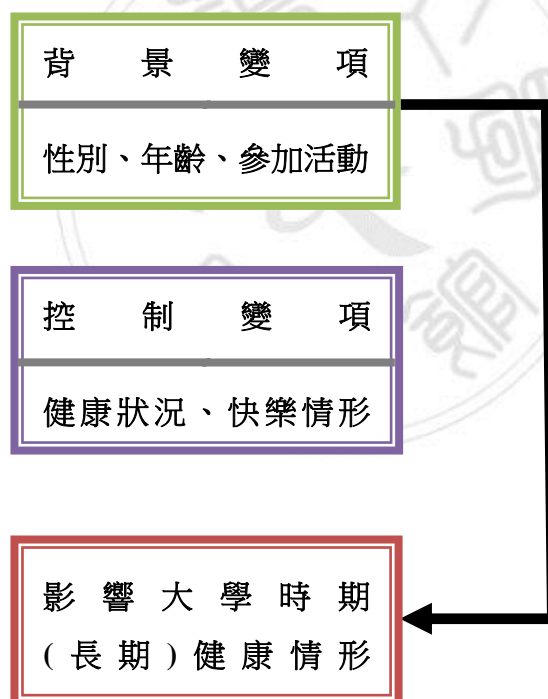 背景變項
性別、年齡、參加活動
控制變項
健康狀況、快樂情形
影響大學時期
(長期)健康情形